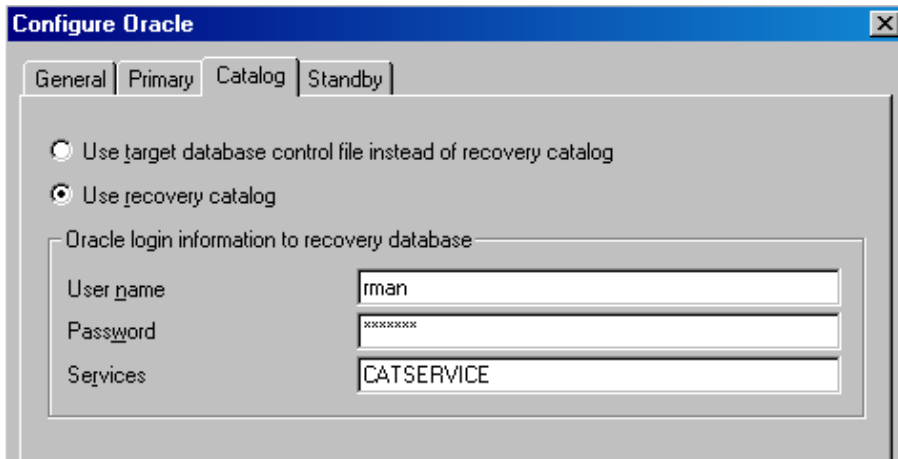 Configure Oracle
General Primary Catalog Standby
Use target database control file instead of recovery catalog
Use recovery catalog
Oracle login information to recovery database
User name rman
Password *******
Services CATSERVICE